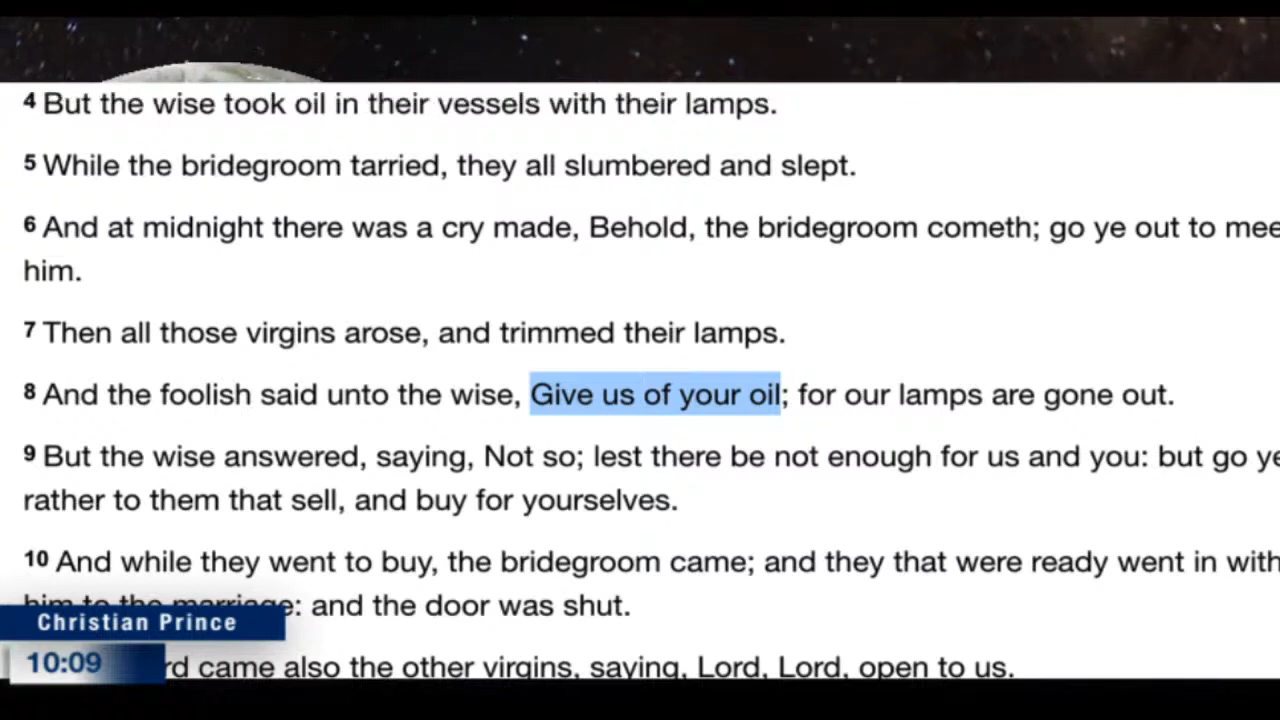 4 But the wise took oil in their vessels with their lamps.
5 While the bridegroom tarried, they all slumbered and slept.
6 And at midnight there was a cry made, Behold, the bridegroom cometh; go ye out to mee
him.
7 Then all those virgins arose, and trimmed their lamps.
8 And the foolish said unto the wise, Give us of your oil; for our lamps are gone out.
9 But the wise answered, saying, Not so; lest there be not enough for us and you: but go ye
rather to them that sell, and buy for yourselves.
10 And while they went to buy, the bridegroom came; and they that were ready went in with
him to the marriage: and the door was shut.
Christian Prince
10:09
rd came also the other virgins, saying, Lord, Lord, open to us.